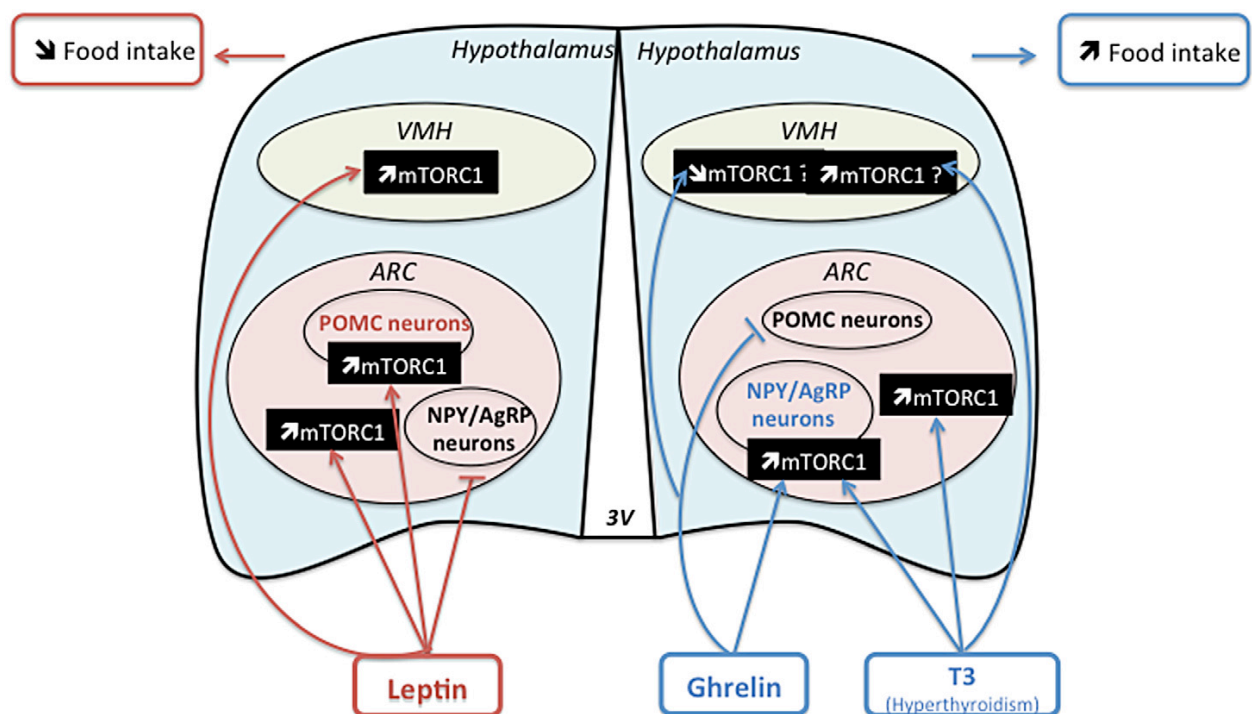 ➘ Food intake
Hypothalamus
Hypothalamus
➚ Food intake
VMH
➚mTORC1
VMH
➘mTORC1 ?
➚mTORC1 ?
ARC
POMC neurons
➚mTORC1
➚mTORC1
NPY/AgRP
neurons
ARC
POMC neurons
NPY/AgRP
neurons
➚mTORC1
➚mTORC1
3V
Leptin
Ghrelin
T3
(Hyperthyroidism)